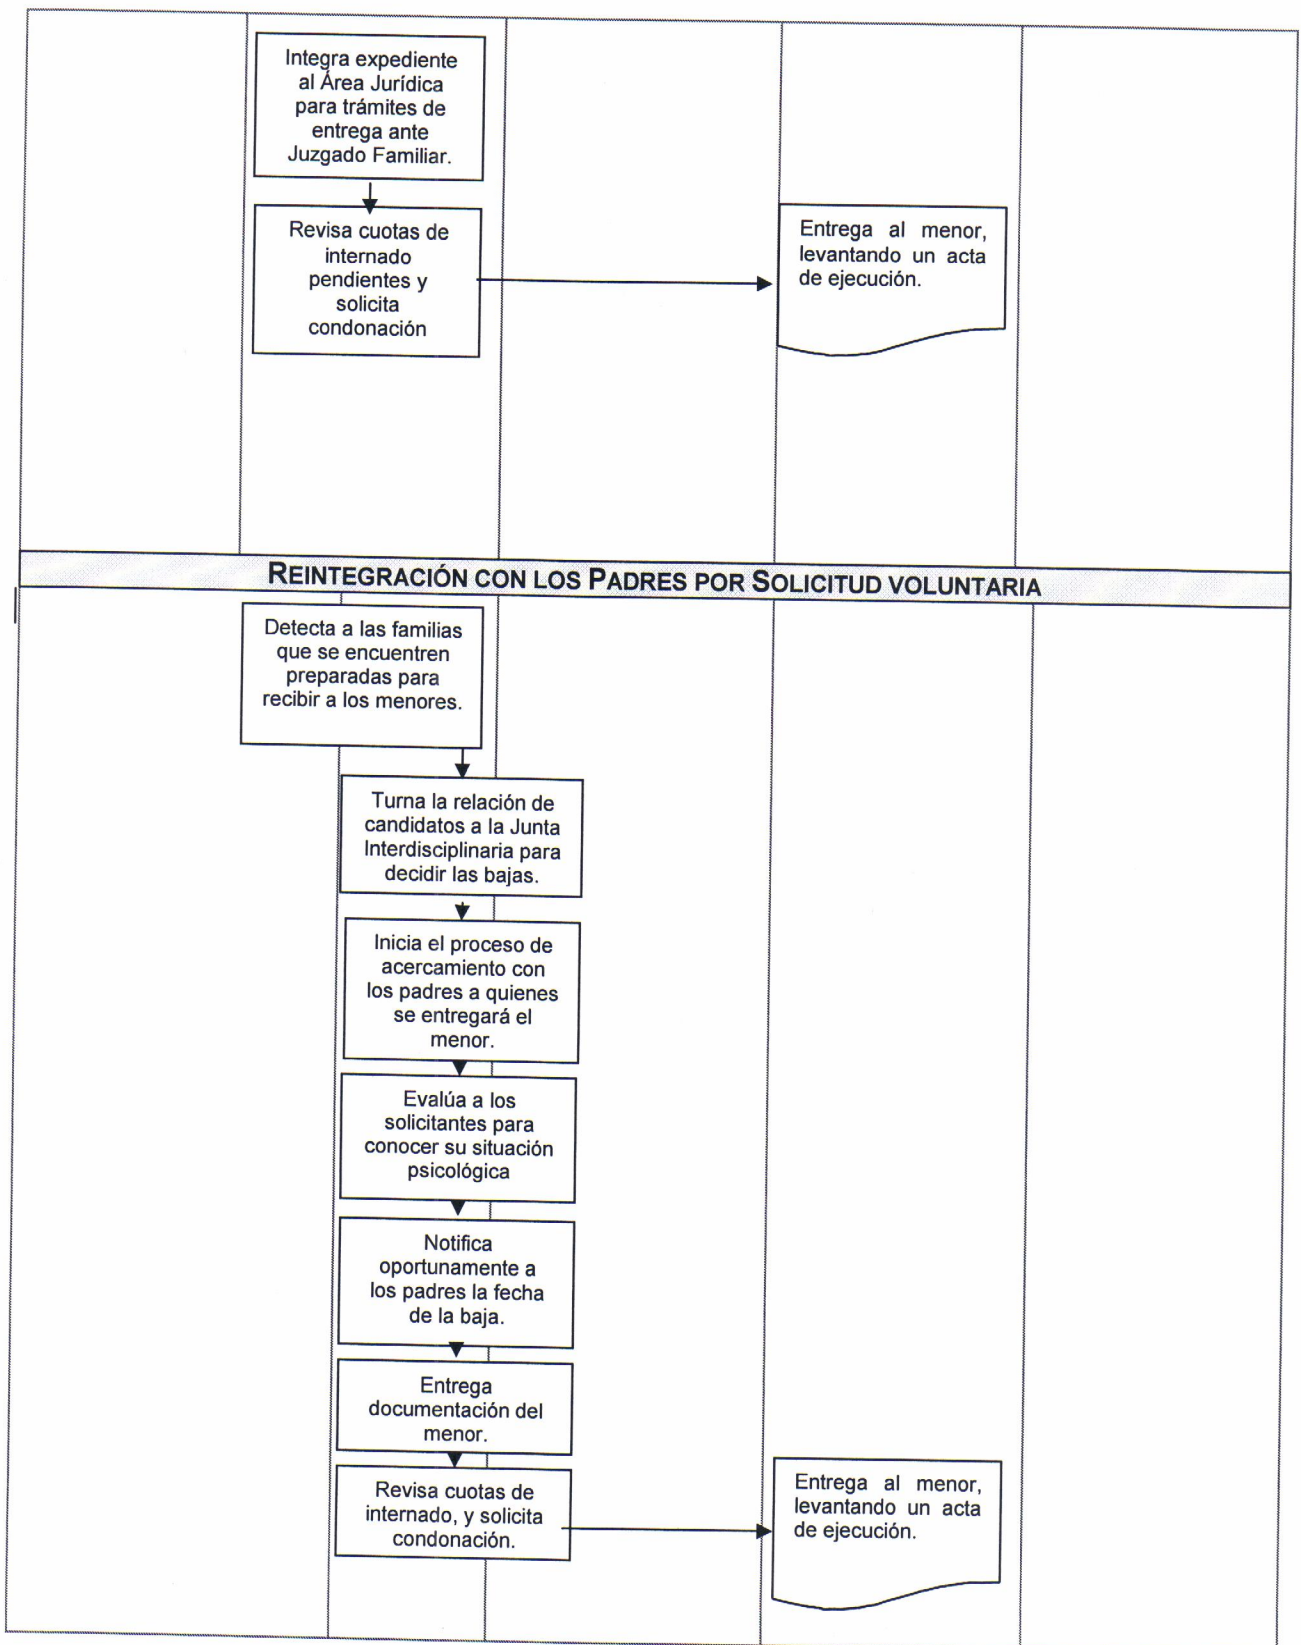 Integra expediente
al Área Jurídica
para trámites de
entrega ante
Juzgado Familiar.
Revisa cuotas de
internado
pendientes y
solicita
condonación
Entrega al menor,
levantando un acta
de ejecución.
REINTEGRACIÓN CON LOS PADRES POR SOLICITUD VOLUNTARIA
Detecta a las familias
que se encuentren
preparadas para
recibir a los menores.
Turna la relación de
candidatos a la Junta
Interdisciplinaria para
decidir las bajas.
Inicia el proceso de
acercamiento con
los padres a quienes
se entregará el
menor.
Evalúa a los
solicitantes para
conocer su situación
psicológica
Notifica
oportunamente a
los padres la fecha
de la baja.
Entrega
documentación del
menor.
Revisa cuotas de
internado, y solicita
condonación.
Entrega al menor,
levantando un acta
de ejecución.